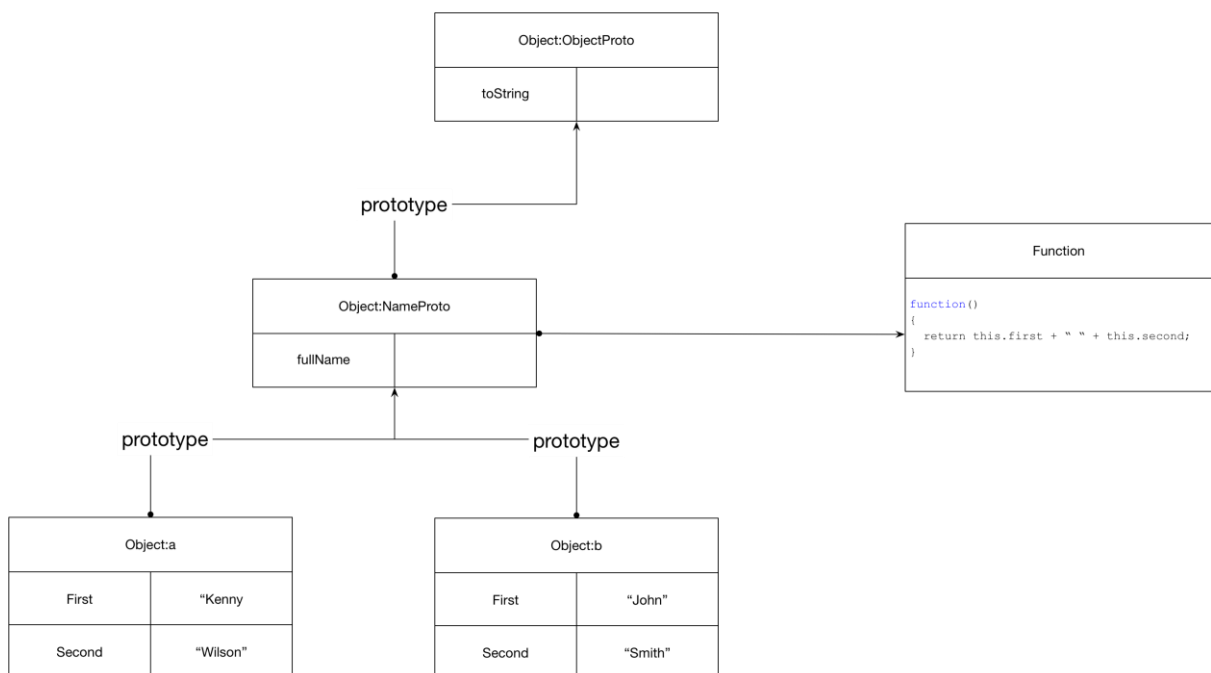 Object:ObjectProto
toString
prototype
Function
function()
{
return this.first + “ “ + this.second;
}
Object:NameProto
fullName
prototype
prototype
Object:a
First “Kenny
Second “Wilson”
Object:b
First “John”
Second “Smith”